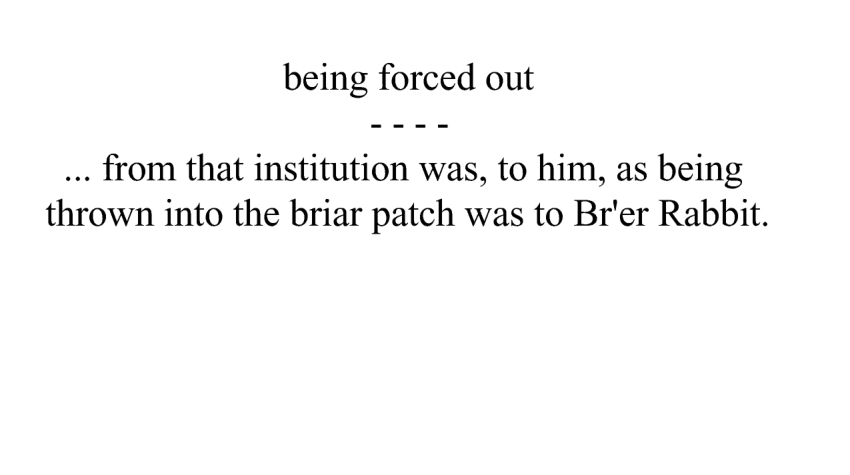 being forced out
- - - -
... from that institution was, to him, as being
thrown into the briar patch was to Br'er Rabbit.